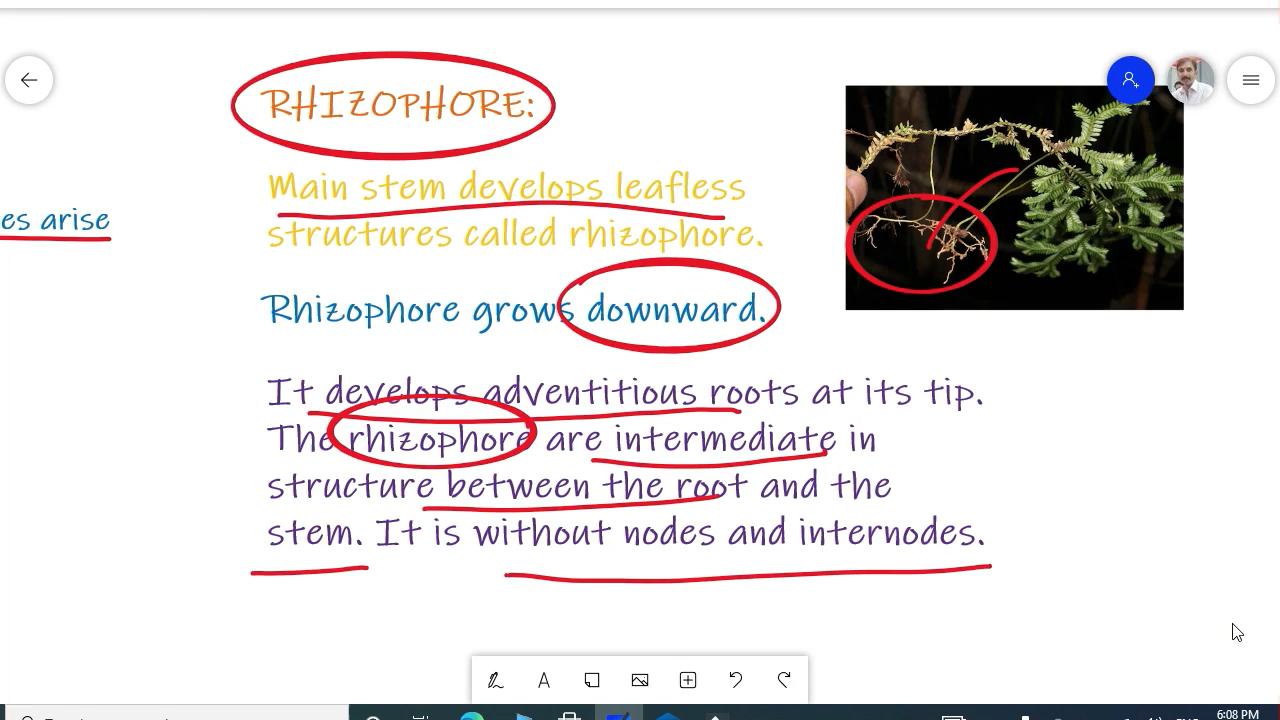 RHIZOPHORE:
Main stem develops leafless
structures called rhizophore.
es arise
Rhizophore grows downward.
It develops adventitious roots at its tip.
The rhizophore are intermediate in
structure between the root and the
stem. It is without nodes and internodes.
A
6:08 PM